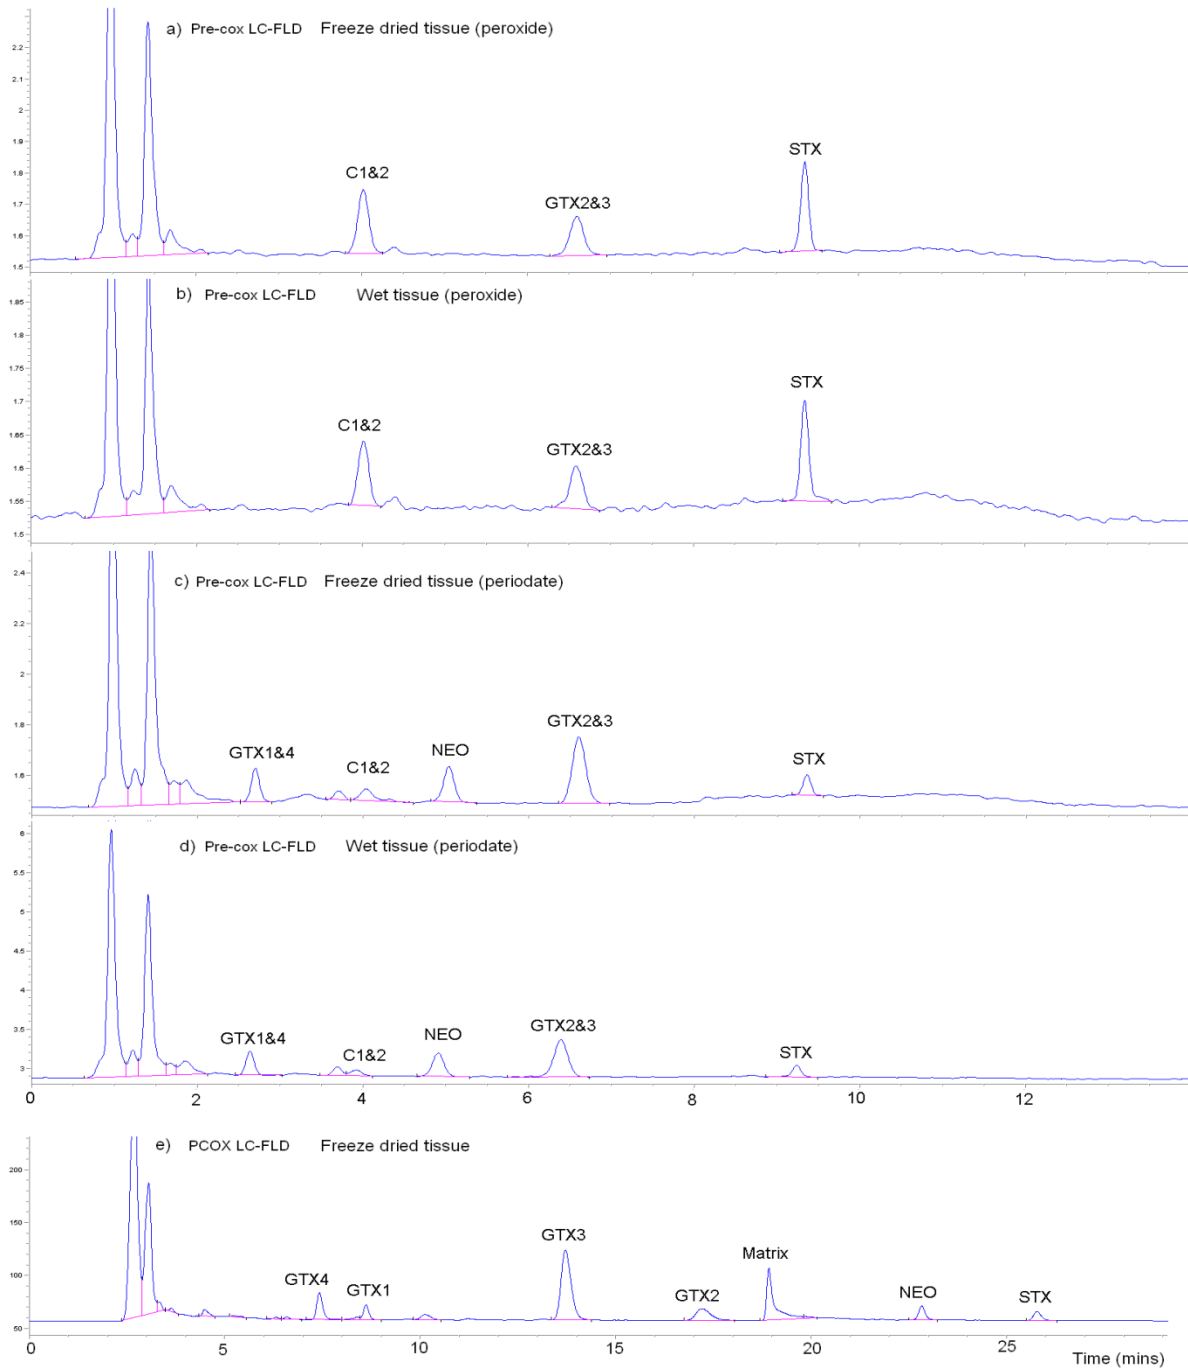 a) Pre-cox LC-FLD Freeze dried tissue (peroxide)
2.2
2.1
2
1.9
1.8
1.7
1.6
1.5
C1&2
GTX2&3
STX
b) Pre-cox LC-FLD Wet tissue (peroxide)
1.85
1.8
1.75
1.7
1.65
1.6
1.55
1.5
C1&2
GTX2&3
STX
c) Pre-cox LC-FLD Freeze dried tissue (periodate)
2.4
2.2
2
1.8
1.6
GTX1&4
C1&2
NEO
GTX2&3
STX
d) Pre-cox LC-FLD Wet tissue (periodate)
6
5.5
5
4.5
4
3.5
3
GTX1&4
C1&2
NEO
GTX2&3
STX
0 2 4 6 8 10 12
e) PCOX LC-FLD Freeze dried tissue
200
150
100
50
GTX4
GTX1
GTX3
GTX2
Matrix
NEO
STX
0 5 10 15 20 25
Time (mins)